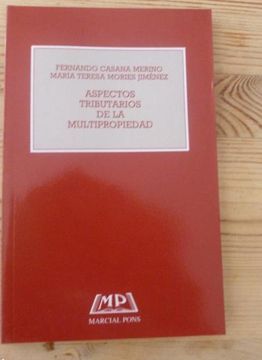 FERNANDO CASANA MERINO
MARÍA TERESA MORIES JIMÉNEZ
ASPECTOS
TRIBUTARIOS
DE LA
MULTIPROPIEDAD
MP
MARCIAL PONS